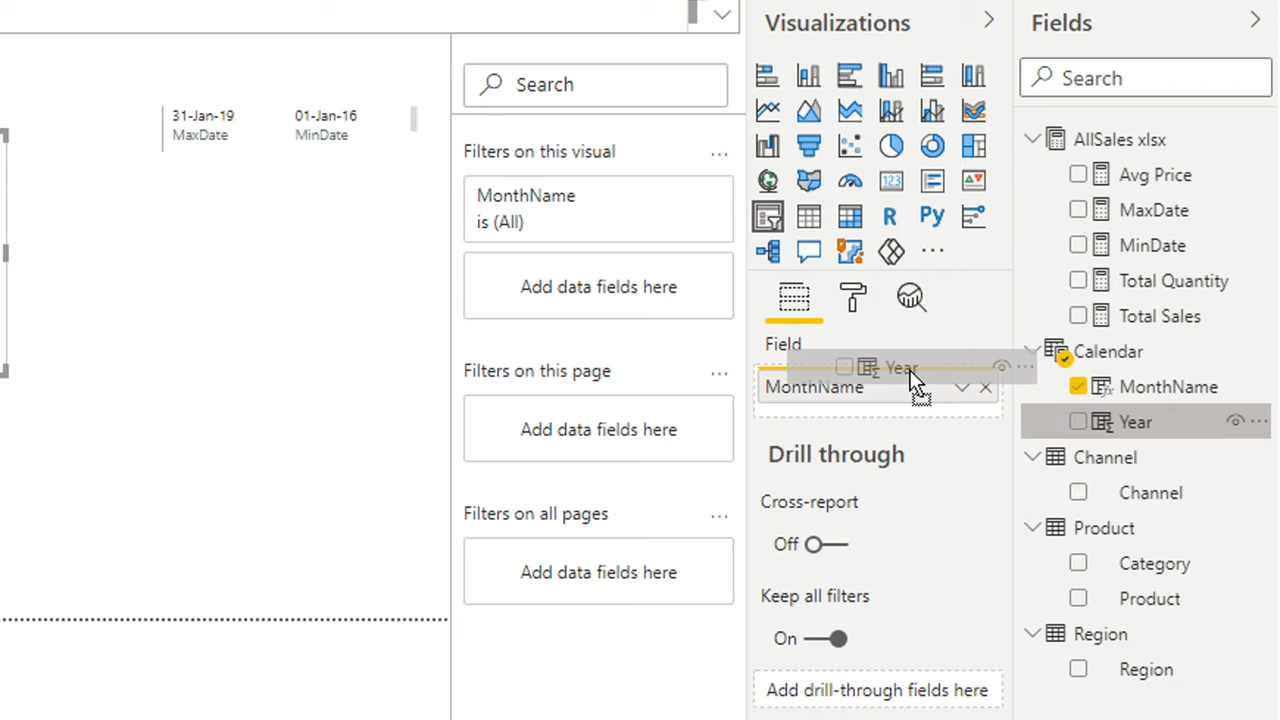 31-Jan-19
MaxDate
01-Jan-16
MinDate
Search
Filters on this visual
...
MonthName
is (All)
Add data fields here
Filters on this page
...
Add data fields here
Filters on all pages
...
Add data fields here
Visualizations
123
R
Py
...
Field
Year
...
MonthName
Drill through
Cross-report
Off
Keep all filters
On
Add drill-through fields here
Fields
Search
AllSales xlsx
Avg Price
MaxDate
MinDate
Total Quantity
Total Sales
Calendar
MonthName
Year
...
Channel
Channel
Product
Category
Product
Region
Region